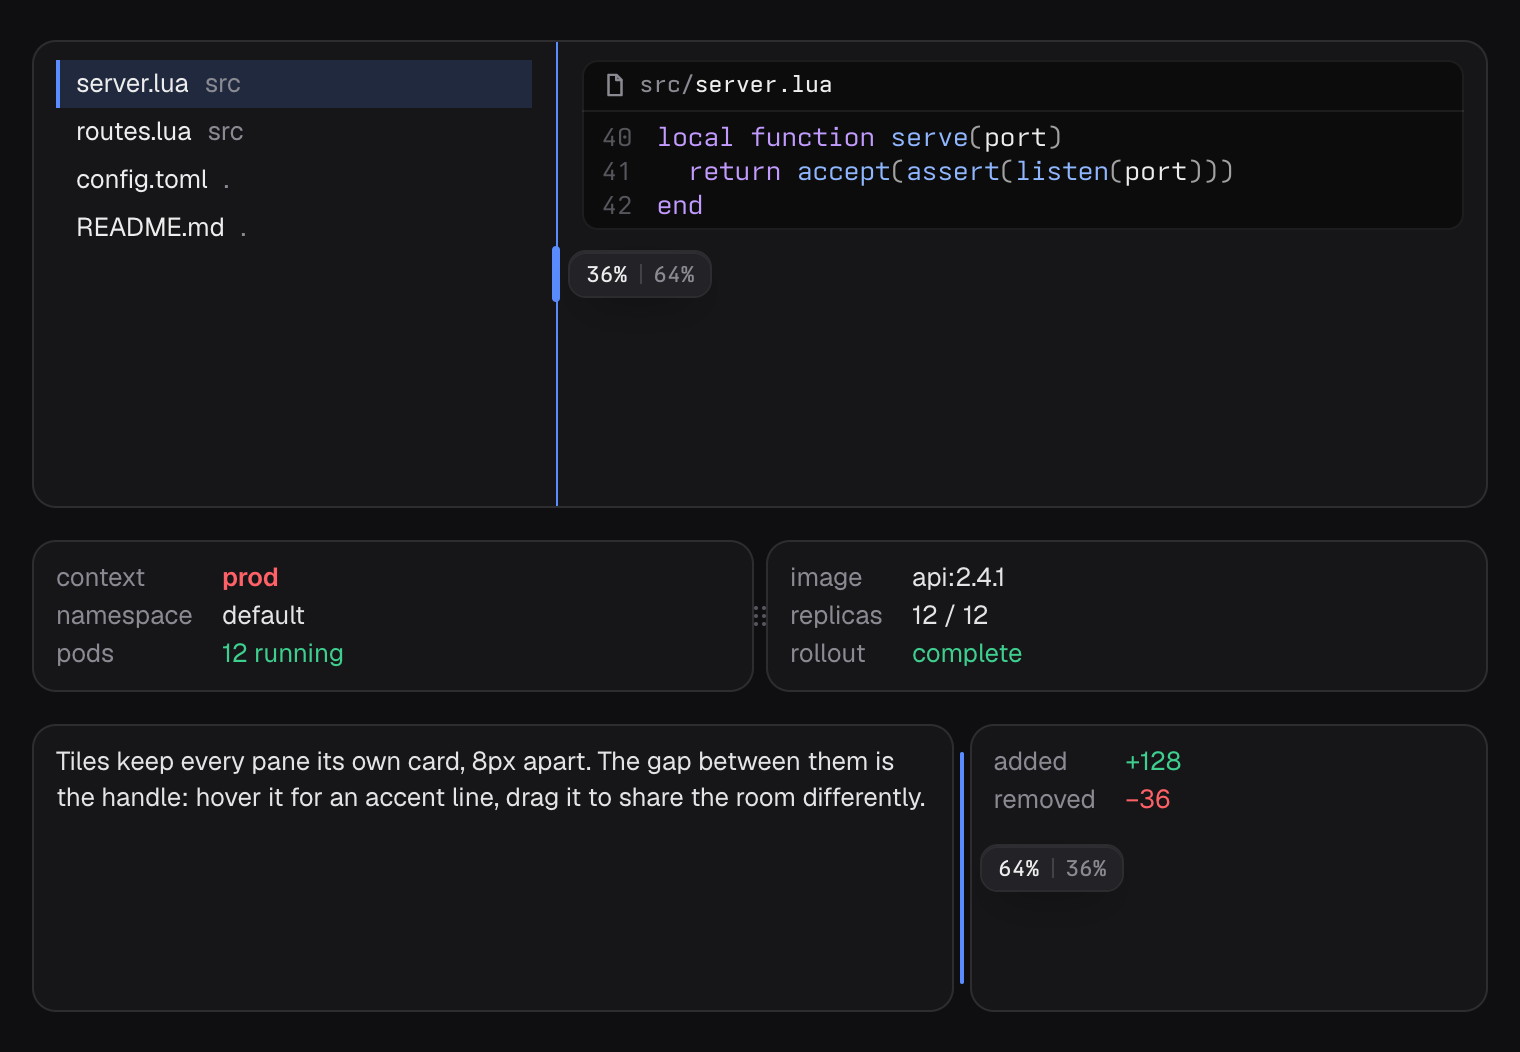 server.lua src
routes.lua src
config.toml .
README.md .
src/server.lua
40 local function serve(port)
41 return accept(assert(listen(port)))
42 end
36% | 64%
context prod
namespace default
pods 12 running
image api:2.4.1
replicas 12 / 12
rollout complete
Tiles keep every pane its own card, 8px apart. The gap between them is
the handle: hover it for an accent line, drag it to share the room differently.
added +128
removed −36
64% | 36%